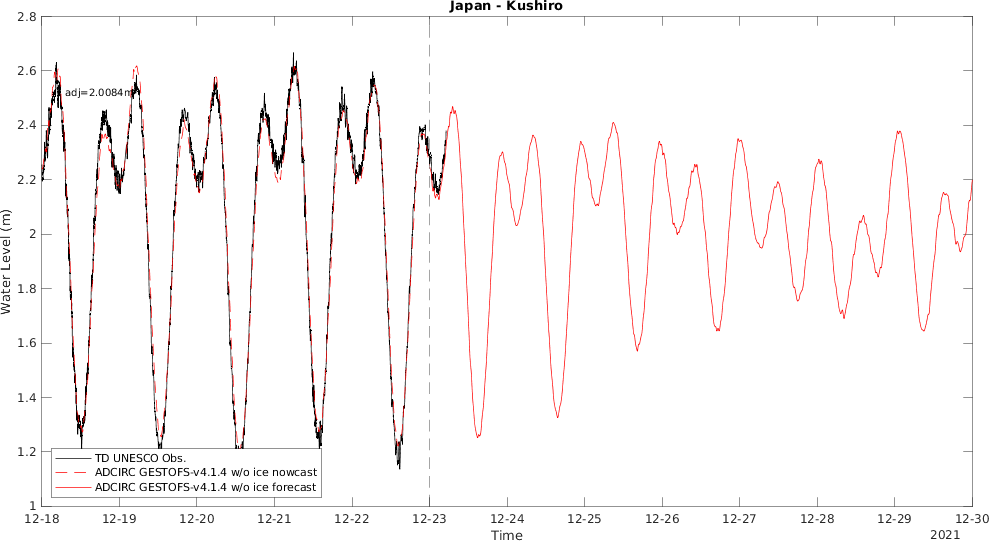 Japan - Kushiro
2.8
2.6
adj=2.0084m
2.4
2.2
2
1.8
1.6
1.4
1.2
1
Water Level (m)
TD UNESCO Obs.
ADCIRC GESTOFS-v4.1.4 w/o ice nowcast
ADCIRC GESTOFS-v4.1.4 w/o ice forecast
12-18 12-19 12-20 12-21 12-22 12-23 12-24 12-25 12-26 12-27 12-28 12-29 12-30
Time
2021